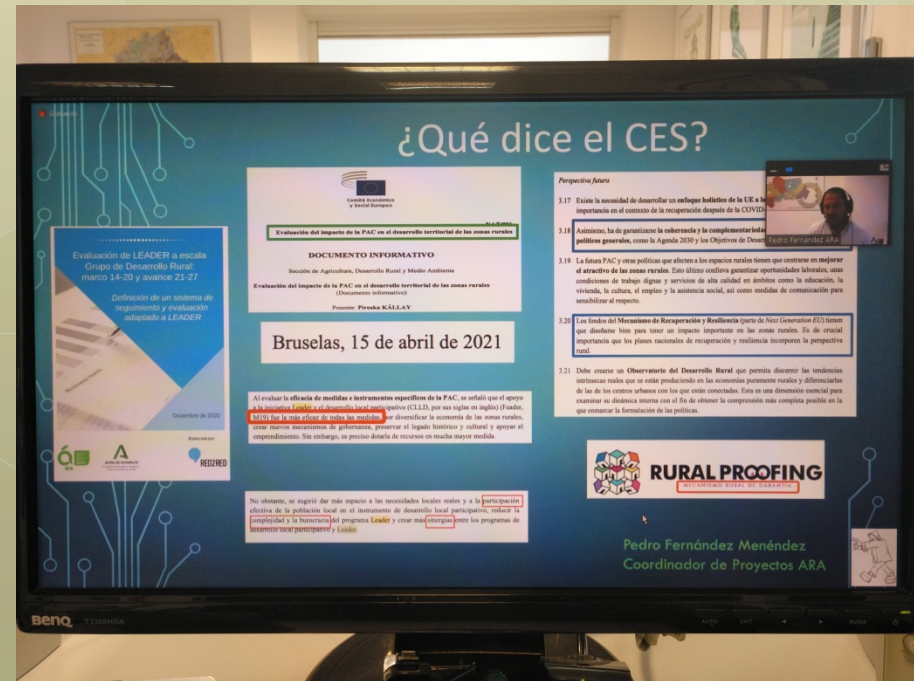 ¿Qué dice el CES?
Evaluación de LEADER a escala
Grupo de Desarrollo Rural:
marco 14-20 y avance 21-27
Definición de un sistema de
seguimiento y evaluación
adaptado a LEADER
Diciembre de 2020
Elaborado por
Junta de Andalucía
RED2RED
Comité Económico
y Social Europeo
Evaluación del impacto de la PAC en el desarrollo territorial de las zonas rurales
DOCUMENTO INFORMATIVO
Sección de Agricultura, Desarrollo Rural y Medio Ambiente
Evaluación del impacto de la PAC en el desarrollo territorial de las zonas rurales
(Documento informativo)
Ponente: Piroska KÁLLAY
Bruselas, 15 de abril de 2021
Al evaluar la eficacia de medidas e instrumentos específicos de la PAC, se señaló que el apoyo
a la iniciativa Leader y el desarrollo local participativo (CLLD, por sus siglas en inglés) (Feader,
M19) fue la más eficaz de todas las medidas, por diversificar la economía de las zonas rurales,
crear nuevos mecanismos de gobernanza, preservar el legado histórico y cultural y apoyar el
emprendimiento. Sin embargo, es preciso dotarla de recursos en mucha mayor medida.
No obstante, se sugirió dar más espacio a las necesidades locales reales y a la participación
efectiva de la población local en el instrumento de desarrollo local participativo, reducir la
complejidad y la burocracia del programa Leader y crear más sinergias entre los programas de
desarrollo local participativo y Leader.
Perspectiva futura
3.17 Existe la necesidad de desarrollar un enfoque holístico de la UE a
importancia en el contexto de la recuperación después de la COVID-
3.18 Asimismo, ha de garantizarse la coherencia y la complementariedad
políticas generales, como la Agenda 2030 y los Objetivos de
3.19 La futura PAC y otras políticas que afecten a los espacios rurales tienen que centrarse en mejorar
el atractivo de las zonas rurales. Esto último conlleva garantizar oportunidades laborales, unas
condiciones de trabajo dignas y servicios de alta calidad en ámbitos como la educación, la
vivienda, la cultura, el empleo y la asistencia social, así como medidas de comunicación para
sensibilizar al respecto.
3.20 Los fondos del Mecanismo de Recuperación y Resiliencia (parte de Next Generation EU) tienen
que diseñarse bien para tener un impacto importante en las zonas rurales. Es de crucial
importancia que los planes nacionales de recuperación y resiliencia incorporen la perspectiva
rural.
3.21 Debe crearse un Observatorio del Desarrollo Rural que permita discernir las tendencias
intrínsecas reales que se están produciendo en las economías puramente rurales y diferenciarlas
de las de los centros urbanos con los que están conectadas. Esta es una dimensión esencial para
examinar su dinámica interna con el fin de obtener la comprensión más completa posible en la
que enmarcar la formulación de las políticas.
Pedro Fernández ARA
RURAL PROOFING
MECANISMO RURAL DE GARANTÍA
Pedro Fernández Menéndez
Coordinador de Proyectos ARA
BenQ T2200HDA
AUTO EXIT ENTER